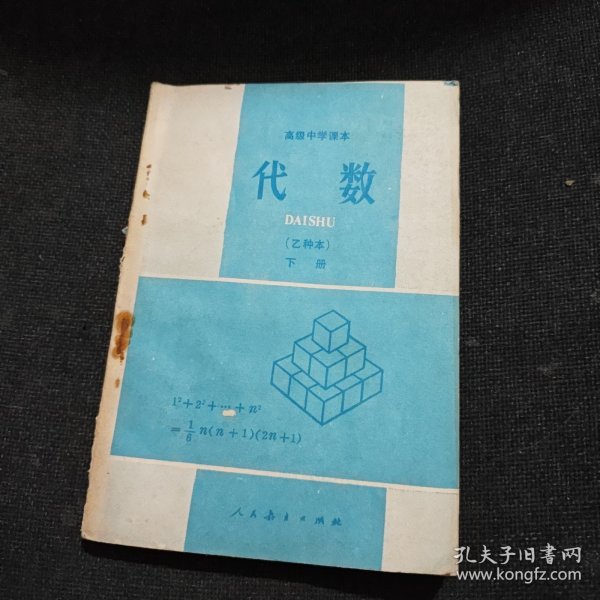 高级中学课本
代数
DAISHU
(乙种本)
下册
1²+2²+…+n²
=1/6 n(n+1)(2n+1)
人民教育出版社
孔夫子旧书网
www.kongfz.com